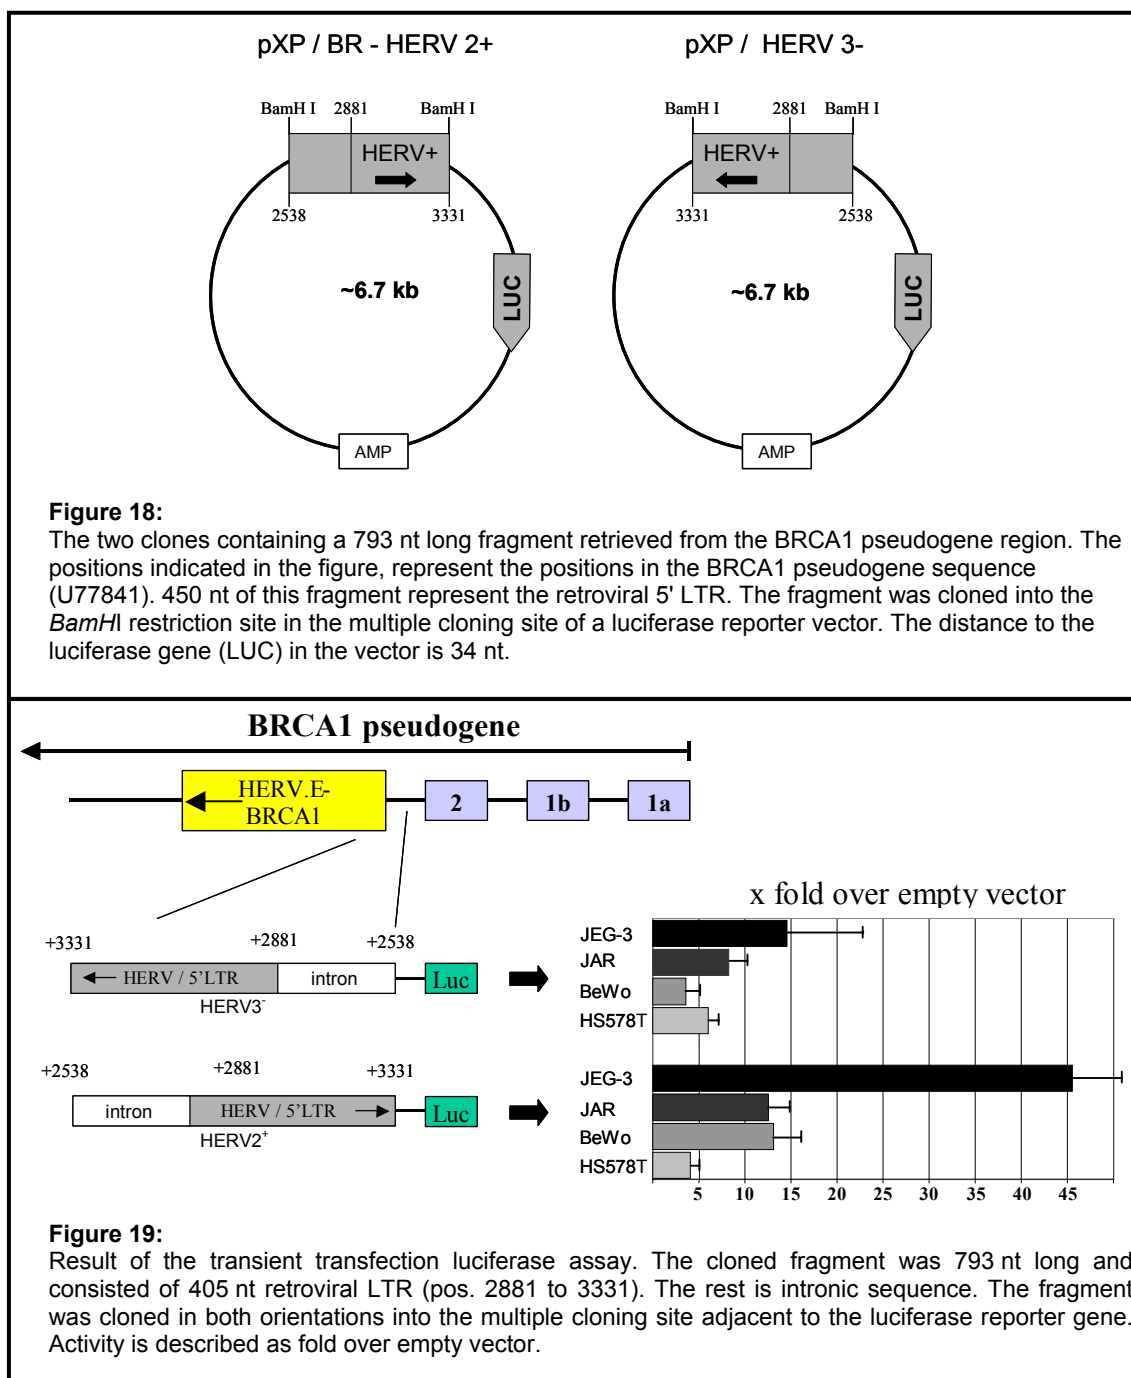 pXP / BR - HERV 2+
pXP / HERV 3-
BamH I 2881 BamH I
BamH I 2881 BamH I
HERV+
HERV+
2538 3331
3331 2538
LUC
LUC
~6.7 kb
~6.7 kb
AMP
AMP
Figure 18:
The two clones containing a 793 nt long fragment retrieved from the BRCA1 pseudogene region. The
positions indicated in the figure, represent the positions in the BRCA1 pseudogene sequence
(U77841). 450 nt of this fragment represent the retroviral 5' LTR. The fragment was cloned into the
BamHI restriction site in the multiple cloning site of a luciferase reporter vector. The distance to the
luciferase gene (LUC) in the vector is 34 nt.
BRCA1 pseudogene
HERV.E-
BRCA1
2 1b 1a
x fold over empty vector
+3331 +2881 +2538
HERV / 5'LTR intron Luc
HERV3-
JEG-3
JAR
BeWo
HS578T
+2538 +2881 +3331
intron HERV / 5'LTR Luc
HERV2+
JEG-3
JAR
BeWo
HS578T
5 10 15 20 25 30 35 40 45
Figure 19:
Result of the transient transfection luciferase assay. The cloned fragment was 793 nt long and
consisted of 405 nt retroviral LTR (pos. 2881 to 3331). The rest is intronic sequence. The fragment
was cloned in both orientations into the multiple cloning site adjacent to the luciferase reporter gene.
Activity is described as fold over empty vector.